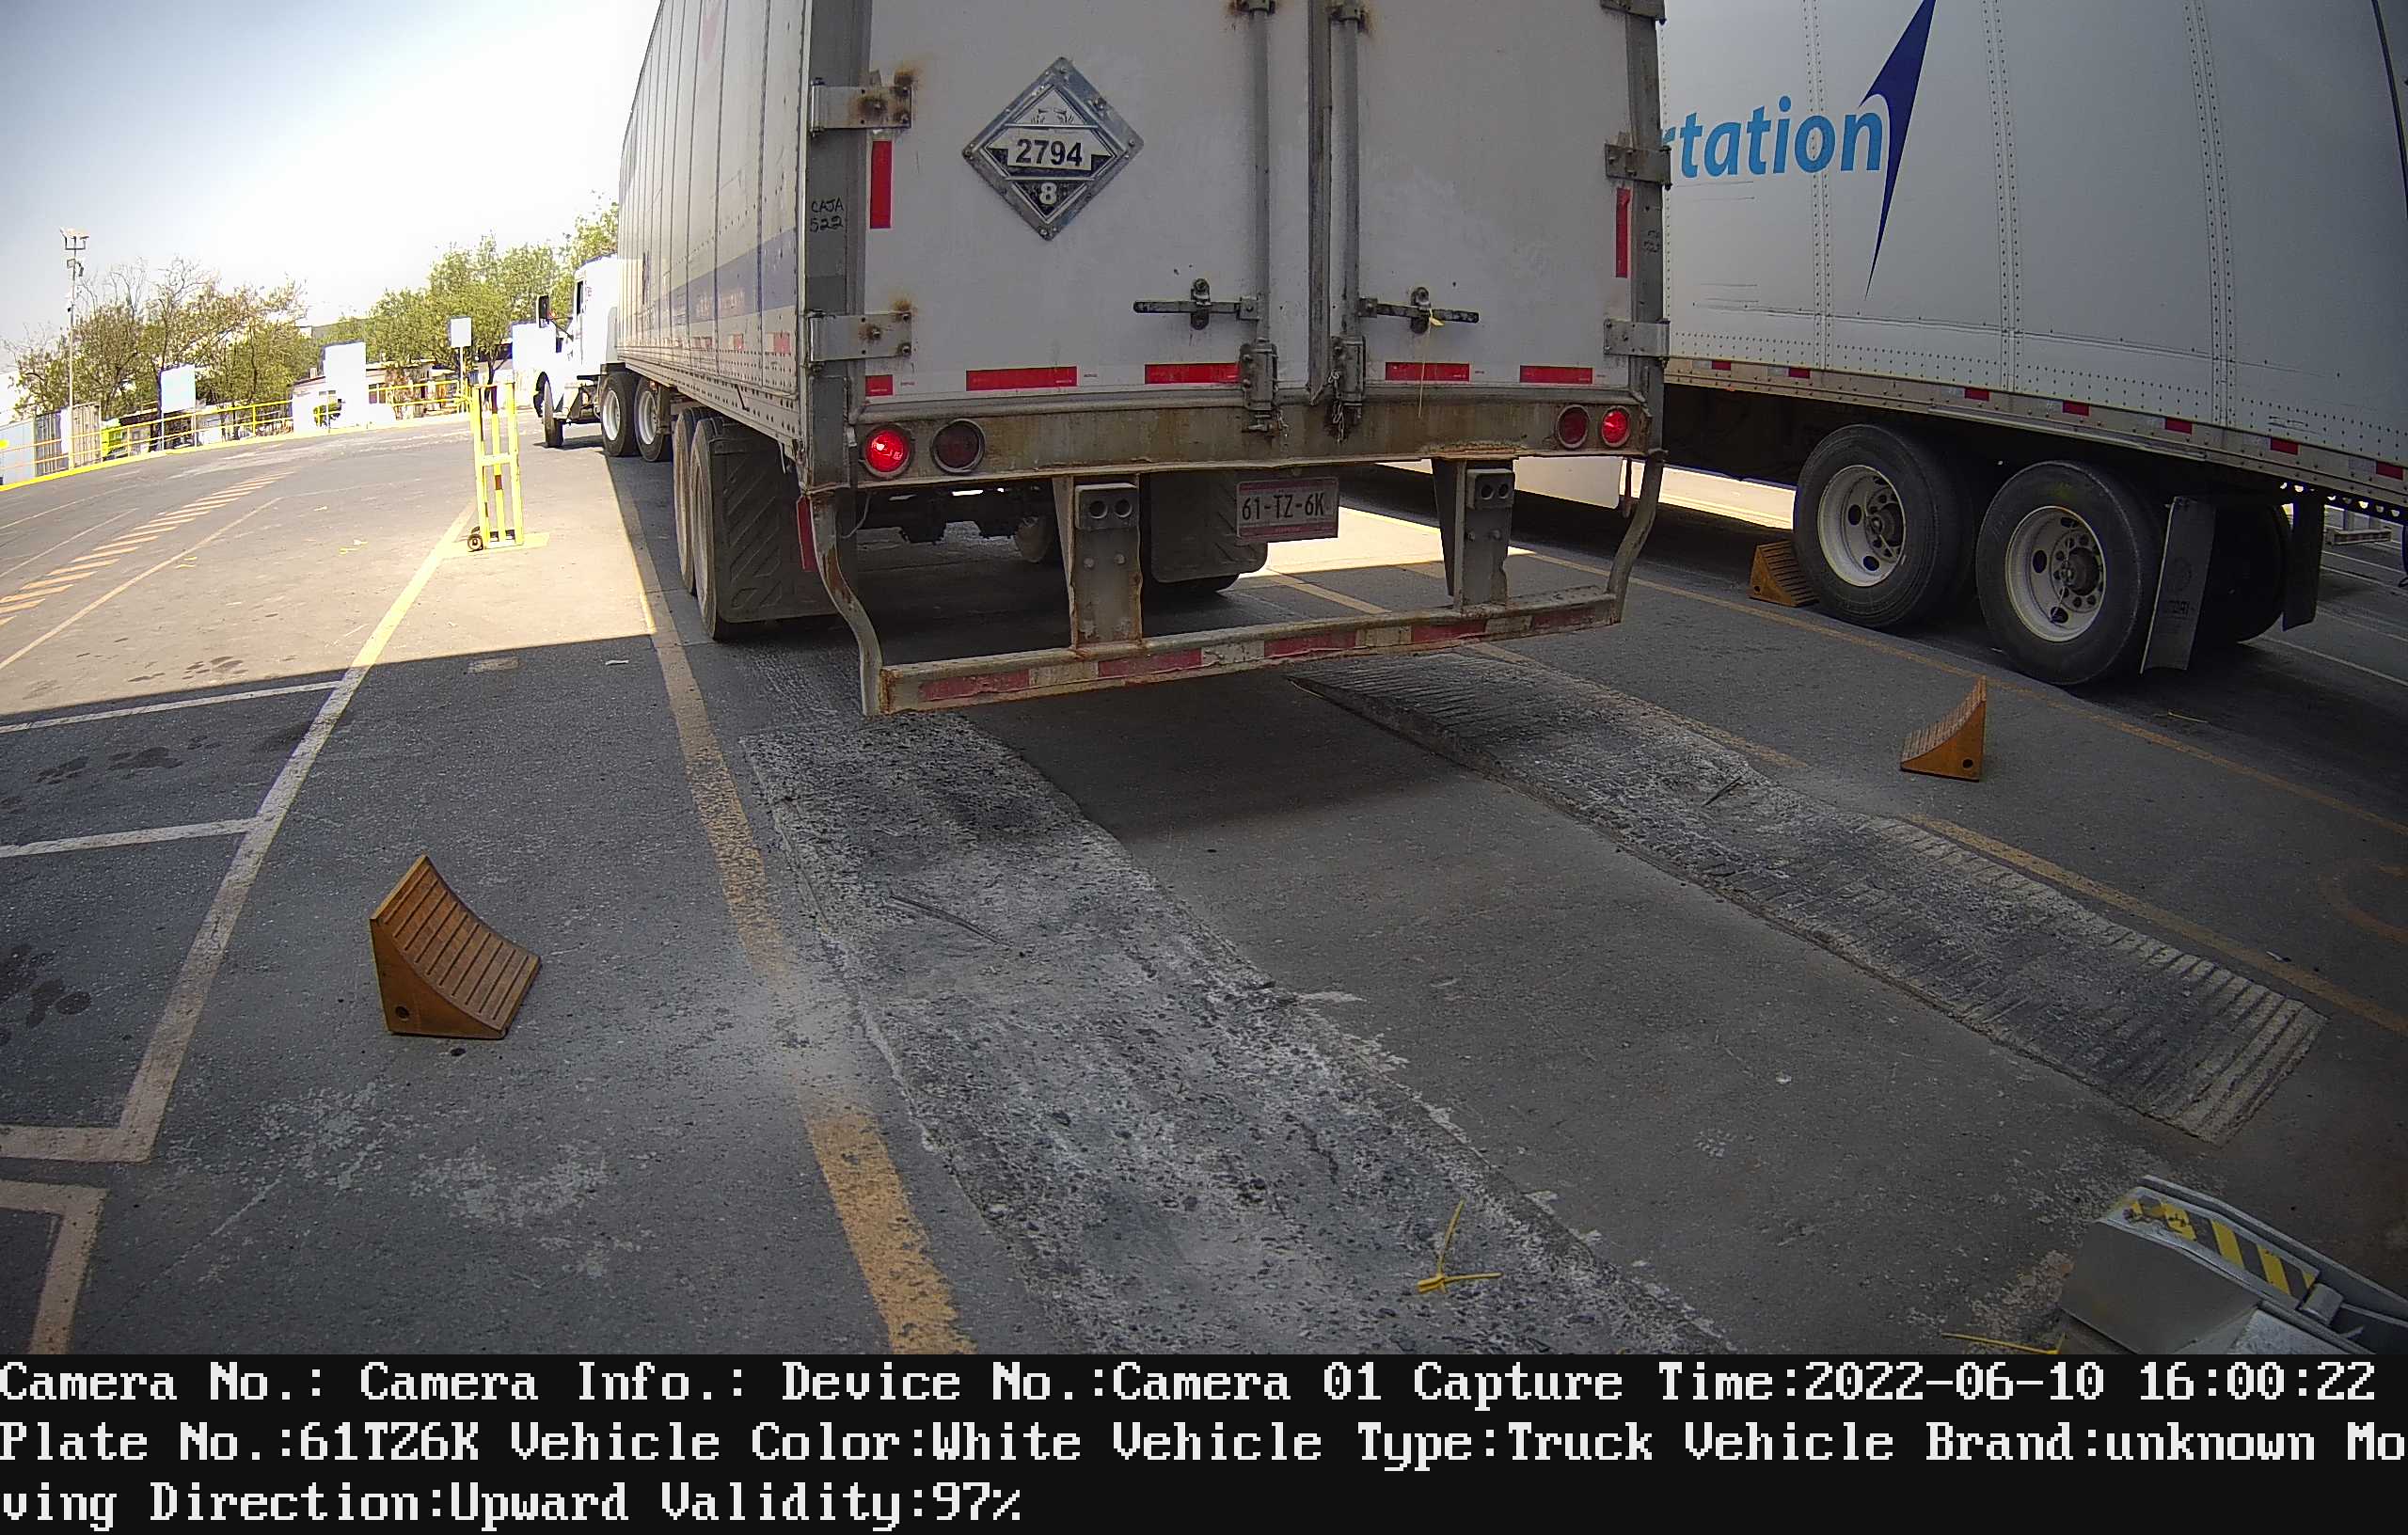 2794
8
CAJA
522
rtation
61-TZ-6K
Camera No.: Camera Info.: Device No.:Camera 01 Capture Time:2022-06-10 16:00:22
Plate No.:61TZ6K Vehicle Color:White Vehicle Type:Truck Vehicle Brand:unknown Mo
ving Direction:Upward Validity:97%